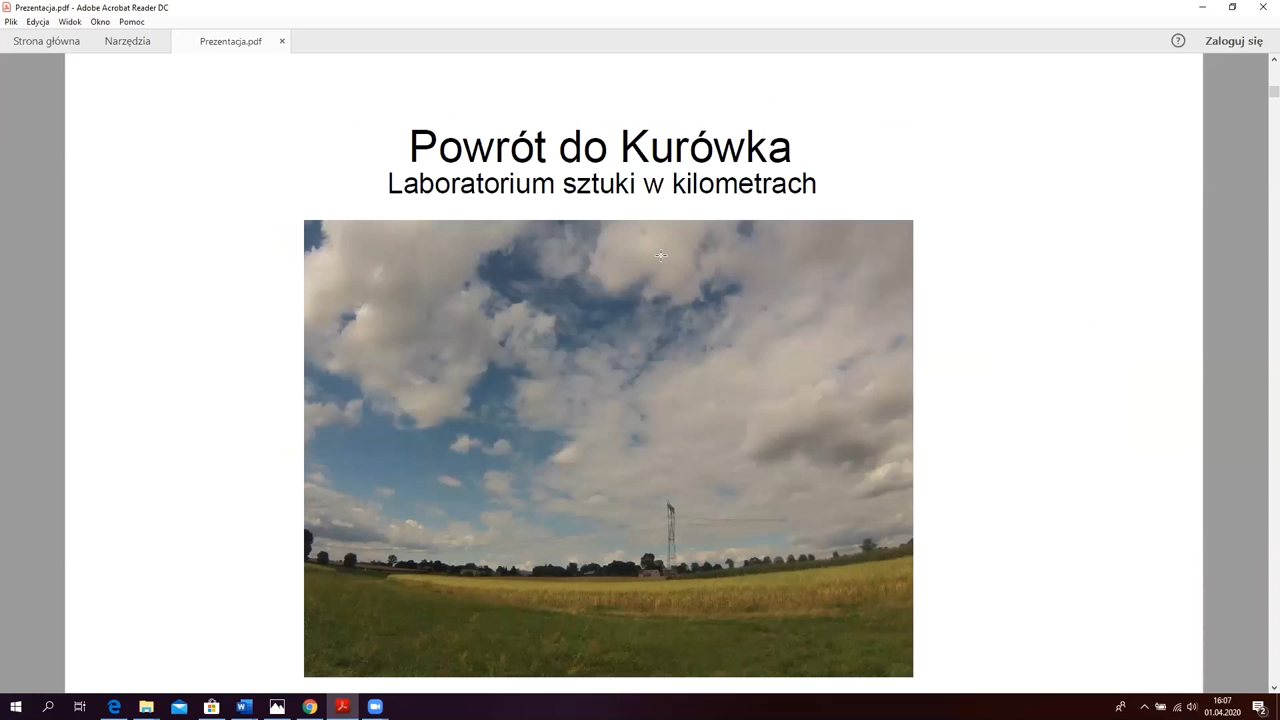 Prezentacja.pdf - Adobe Acrobat Reader DC
Plik Edycja Widok Okno Pomoc
Strona główna Narzędzia Prezentacja.pdf Zaloguj się
Powrót do Kurówka
Laboratorium sztuki w kilometrach
16:07
01.04.2020
2